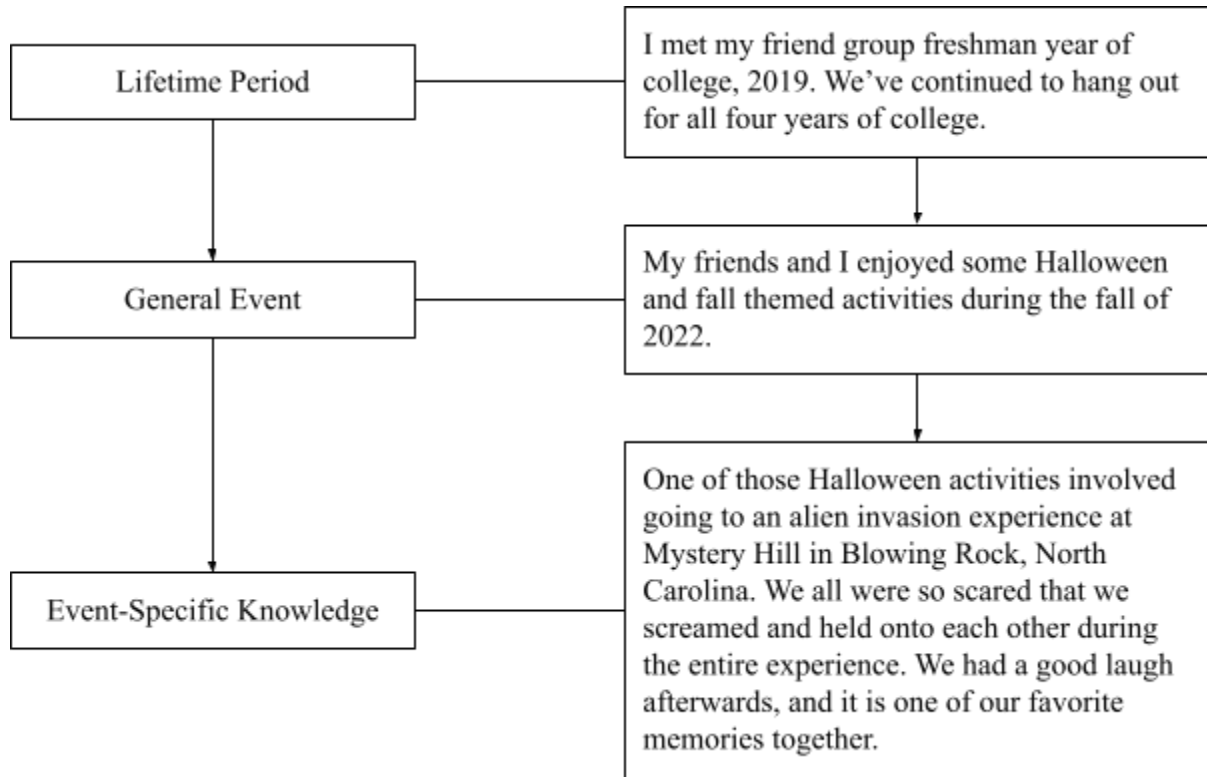 Lifetime Period
I met my friend group freshman year of
college, 2019. We’ve continued to hang out
for all four years of college.
General Event
My friends and I enjoyed some Halloween
and fall themed activities during the fall of
2022.
Event-Specific Knowledge
One of those Halloween activities involved
going to an alien invasion experience at
Mystery Hill in Blowing Rock, North
Carolina. We all were so scared that we
screamed and held onto each other during
the entire experience. We had a good laugh
afterwards, and it is one of our favorite
memories together.